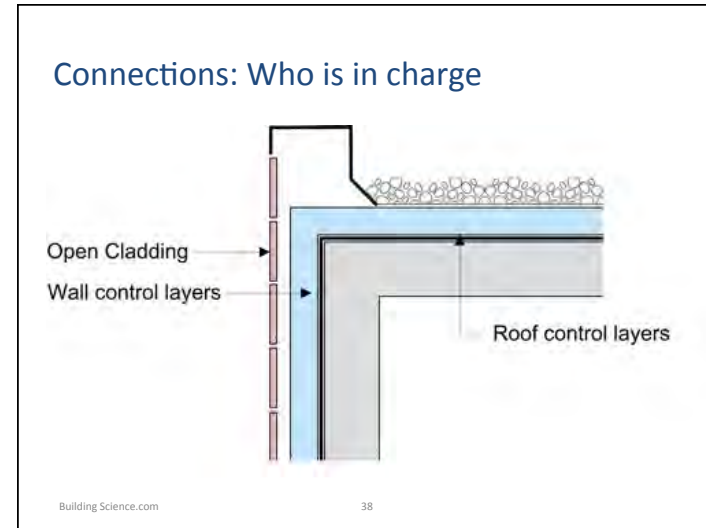 Connections: Who is in charge
Open Cladding
Wall control layers
Roof control layers
Building Science.com
38